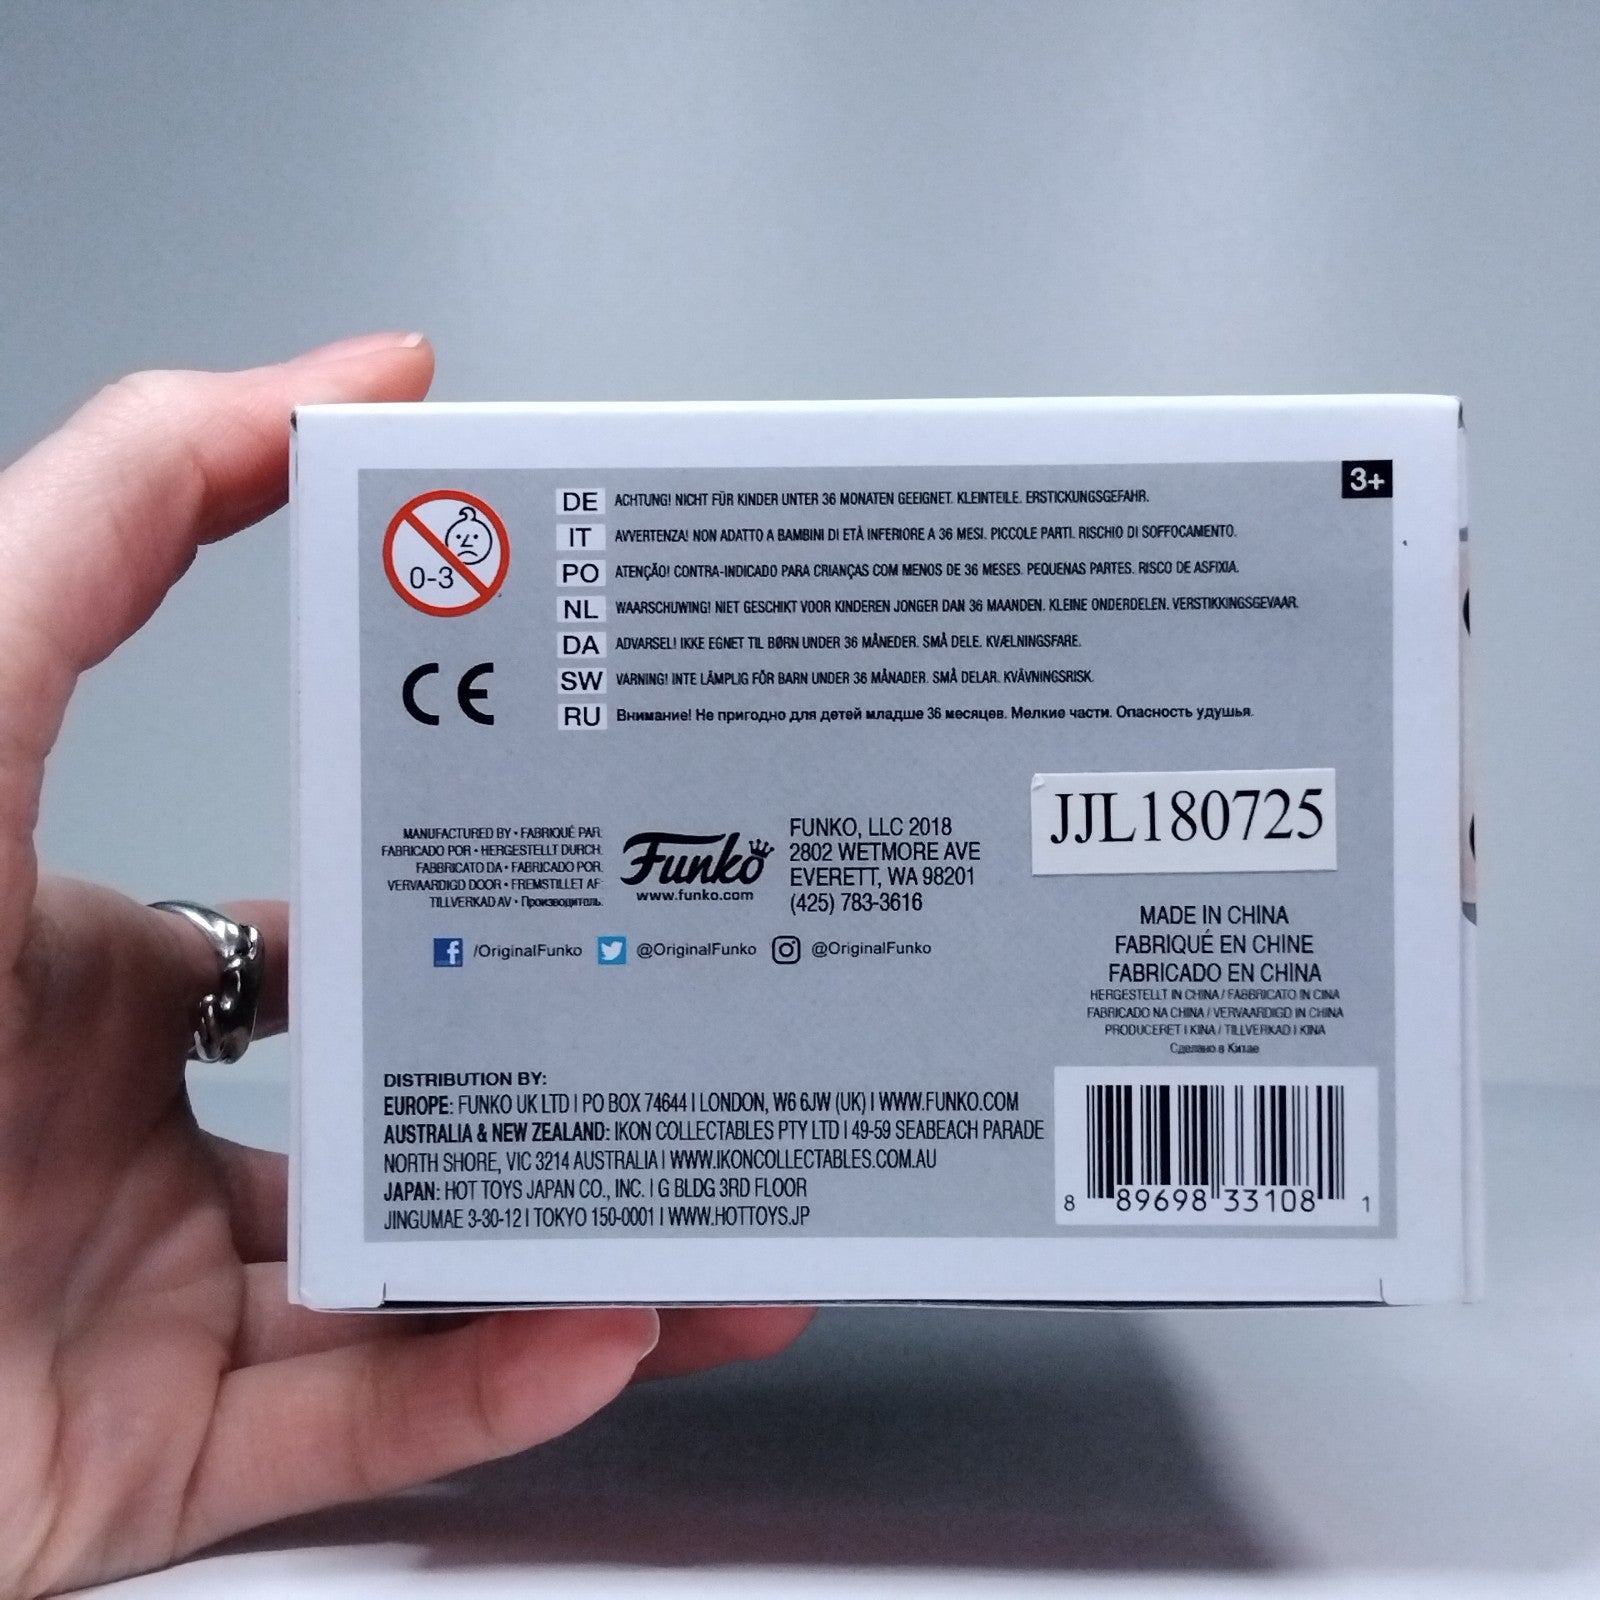 3+
0-3
DE ACHTUNG! NICHT FÜR KINDER UNTER 36 MONATEN GEEIGNET. KLEINTEILE. ERSTICKUNGSGEFAHR.
IT AVVERTENZA! NON ADATTO A BAMBINI DI ETÀ INFERIORE A 36 MESI. PICCOLE PARTI. RISCHIO DI SOFFOCAMENTO.
PO ATENÇÃO! CONTRA-INDICADO PARA CRIANÇAS COM MENOS DE 36 MESES. PEQUENAS PARTES. RISCO DE ASFIXIA.
NL WAARSCHUWING! NIET GESCHIKT VOOR KINDEREN JONGER DAN 36 MAANDEN. KLEINE ONDERDELEN. VERSTIKKINGSGEVAAR.
DA ADVARSEL! IKKE EGNET TIL BØRN UNDER 36 MÅNEDER. SMÅ DELE. KVÆLNINGSFARE.
SW VARNING! INTE LÄMPLIG FÖR BARN UNDER 36 MÅNADER. SMÅ DELAR. KVÄVNINGSRISK.
RU Внимание! Не пригодно для детей младше 36 месяцев. Мелкие части. Опасность удушья.
CE
MANUFACTURED BY • FABRIQUÉ PAR:
FABRICADO POR • HERGESTELLT DURCH:
FABBRICATO DA • FABRICADO POR:
VERVAARDIGD DOOR • FREMSTILLET AF:
TILLVERKAD AV • Производитель:
Funko
www.funko.com
FUNKO, LLC 2018
2802 WETMORE AVE
EVERETT, WA 98201
(425) 783-3616
JJL180725
/OriginalFunko @OriginalFunko @OriginalFunko
MADE IN CHINA
FABRIQUÉ EN CHINE
FABRICADO EN CHINA
HERGESTELLT IN CHINA / FABBRICATO IN CINA
FABRICADO NA CHINA / VERVAARDIGD IN CHINA
PRODUCERET I KINA / TILLVERKAD I KINA
Сделано в Китае
DISTRIBUTION BY:
EUROPE: FUNKO UK LTD | PO BOX 74644 | LONDON, W6 6JW (UK) | WWW.FUNKO.COM
AUSTRALIA & NEW ZEALAND: IKON COLLECTABLES PTY LTD | 49-59 SEABEACH PARADE
NORTH SHORE, VIC 3214 AUSTRALIA | WWW.IKONCOLLECTABLES.COM.AU
JAPAN: HOT TOYS JAPAN CO., INC. | G BLDG 3RD FLOOR
JINGUMAE 3-30-12 | TOKYO 150-0001 | WWW.HOTTOYS.JP
8 89698 33108 1